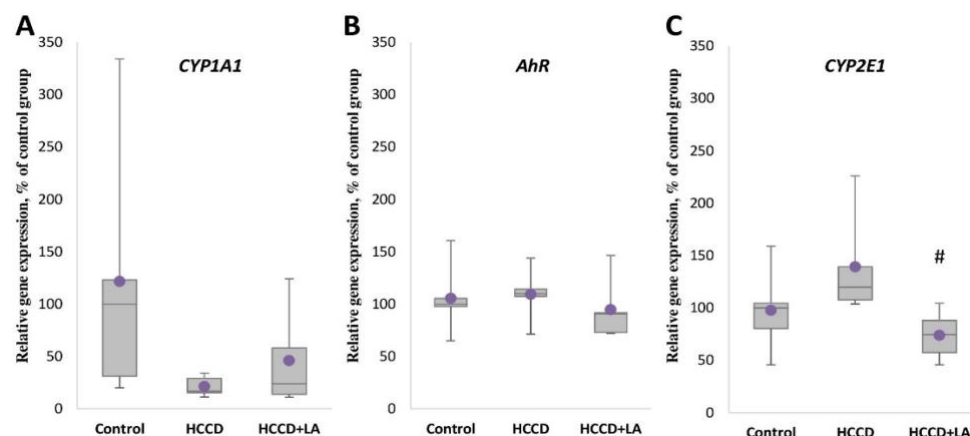 A
Relative gene expression, % of control group
350
300
250
200
150
100
50
0
CYP1A1
Control HCCD HCCD+LA
B
Relative gene expression, % of control group
350
300
250
200
150
100
50
0
AhR
Control HCCD HCCD+LA
C
Relative gene expression, % of control group
350
300
250
200
150
100
50
0
CYP2E1
#
Control HCCD HCCD+LA